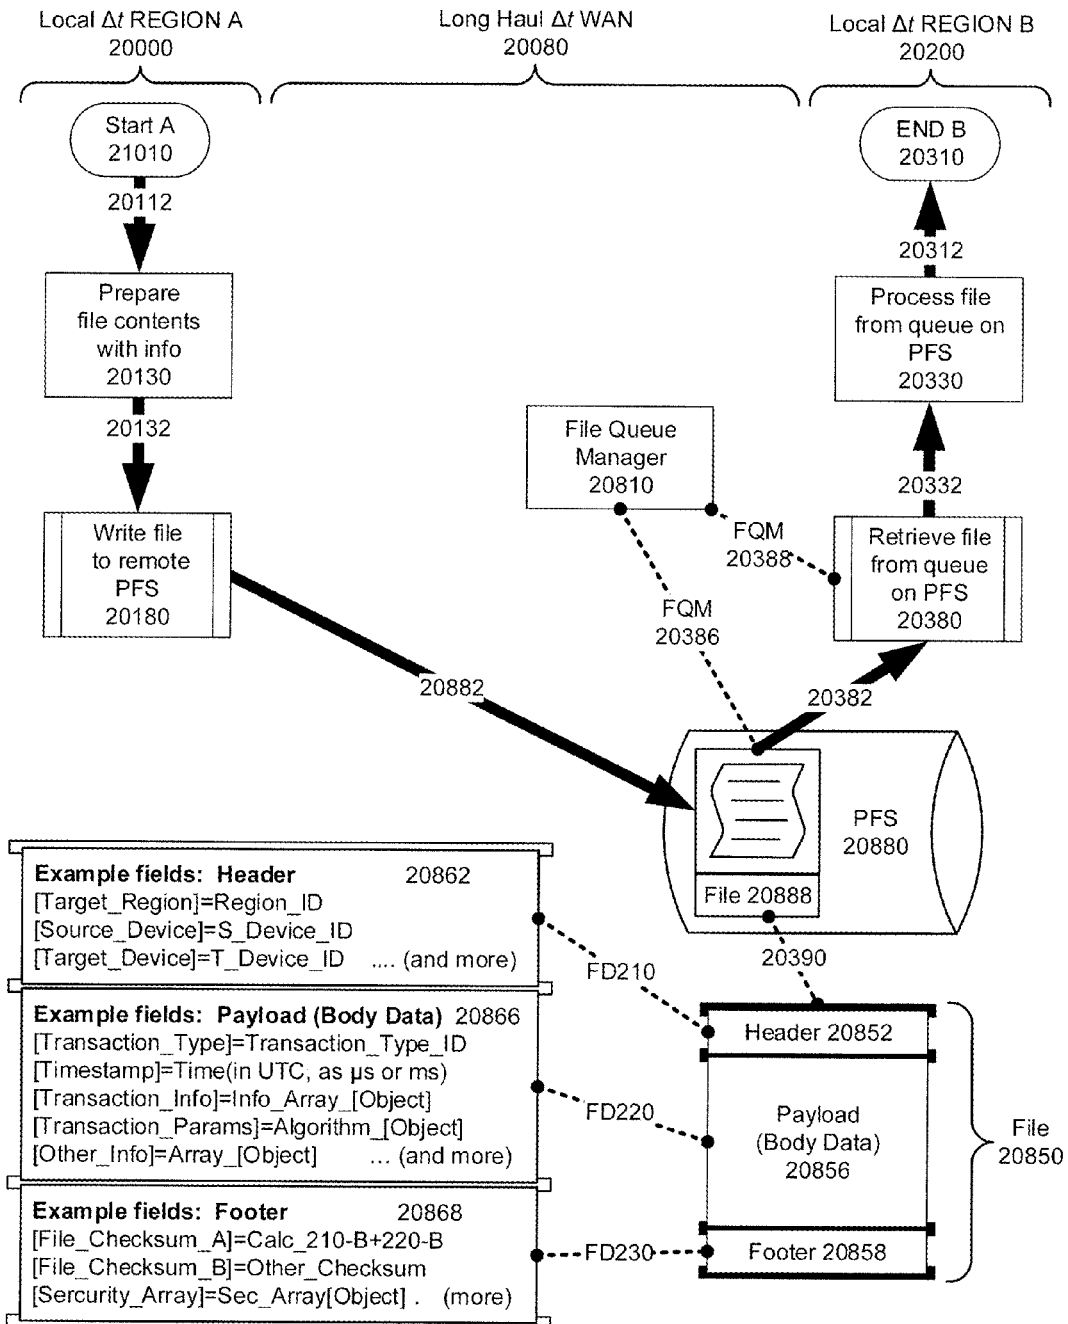 Local Δt REGION A
20000
Long Haul Δt WAN
20080
Local Δt REGION B
20200
Start A
21010
20112
Prepare
file contents
with info
20130
20132
Write file
to remote
PFS
20180
20882
File Queue
Manager
20810
FQM
20388
FQM
20386
END B
20310
20312
Process file
from queue on
PFS
20330
20332
Retrieve file
from queue
on PFS
20380
20382
PFS
20880
File 20888
20390
Example fields: Header 20862
[Target_Region]=Region_ID
[Source_Device]=S_Device_ID
[Target_Device]=T_Device_ID .... (and more)
FD210
Example fields: Payload (Body Data) 20866
[Transaction_Type]=Transaction_Type_ID
[Timestamp]=Time(in UTC, as µs or ms)
[Transaction_Info]=Info_Array_[Object]
[Transaction_Params]=Algorithm_[Object]
[Other_Info]=Array_[Object] ... (and more)
FD220
Example fields: Footer 20868
[File_Checksum_A]=Calc_210-B+220-B
[File_Checksum_B]=Other_Checksum
[Sercurity_Array]=Sec_Array[Object] . (more)
FD230
Header 20852
Payload
(Body Data)
20856
Footer 20858
File
20850